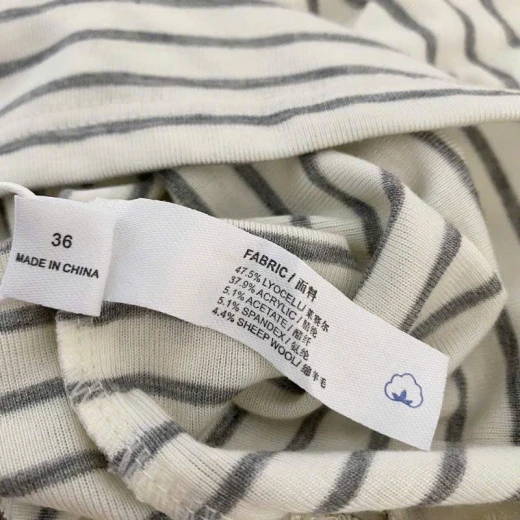 36
MADE IN CHINA
FABRIC / 面料
47.5% LYOCELL/莱赛尔
37.9% ACRYLIC/腈纶
5.1% ACETATE/醋纤
5.1% SPANDEX/氨纶
4.4% SHEEP WOOL/绵羊毛